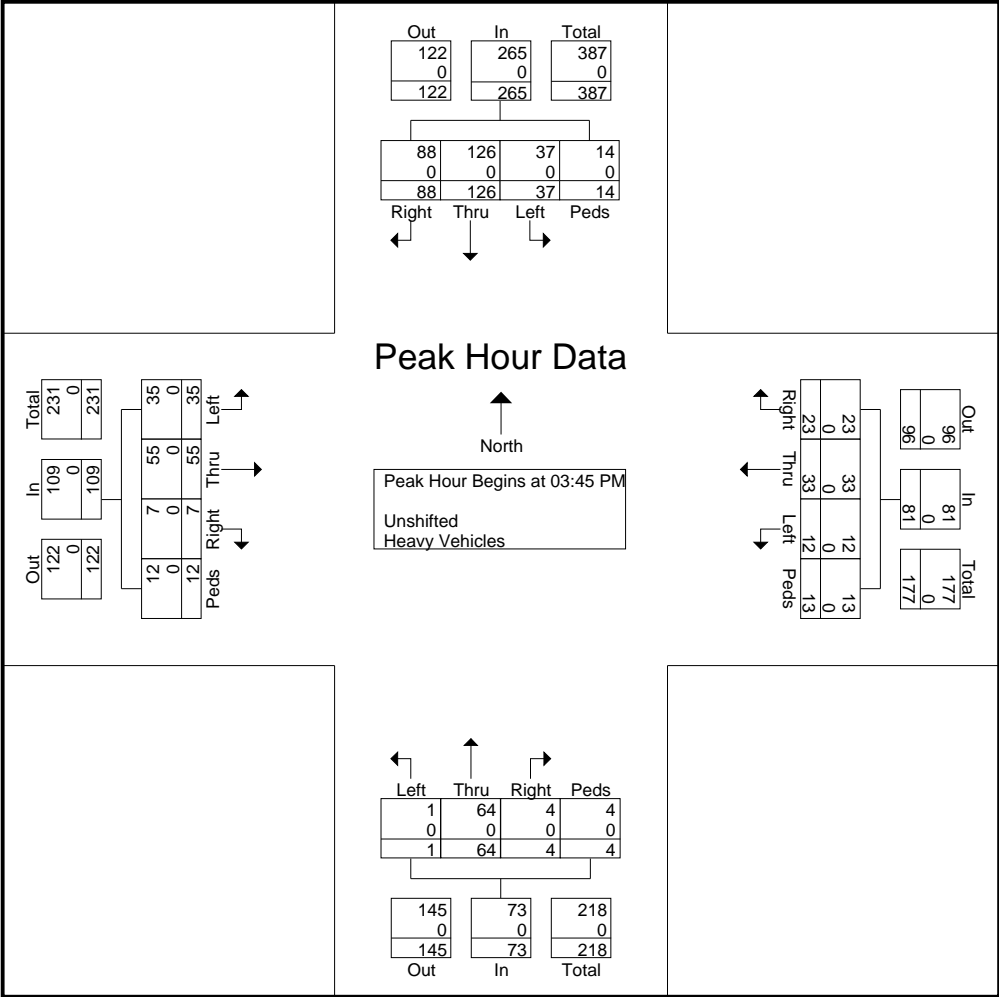 Out In Total
122 265 387
0 0 0
122 265 387
88 126 37 14
0 0 0 0
88 126 37 14
Right Thru Left Peds
Peak Hour Data
North
Peak Hour Begins at 03:45 PM
Unshifted
Heavy Vehicles
Out In Total
122 109 231
0 0 0
122 109 231
Peds Right Thru Left
12 7 55 35
0 0 0 0
12 7 55 35
Right Thru Left Peds
23 33 12 13
0 0 0 0
23 33 12 13
Out In Total
96 81 177
0 0 0
96 81 177
Left Thru Right Peds
1 64 4 4
0 0 0 0
1 64 4 4
145 73 218
0 0 0
145 73 218
Out In Total